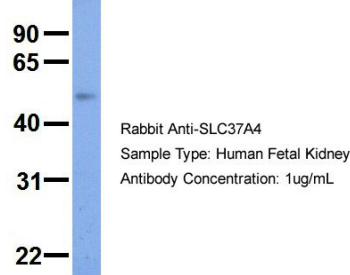 90
65
40
Rabbit Anti-SLC37A4
Sample Type: Human Fetal Kidney
Antibody Concentration: 1ug/mL
31
22